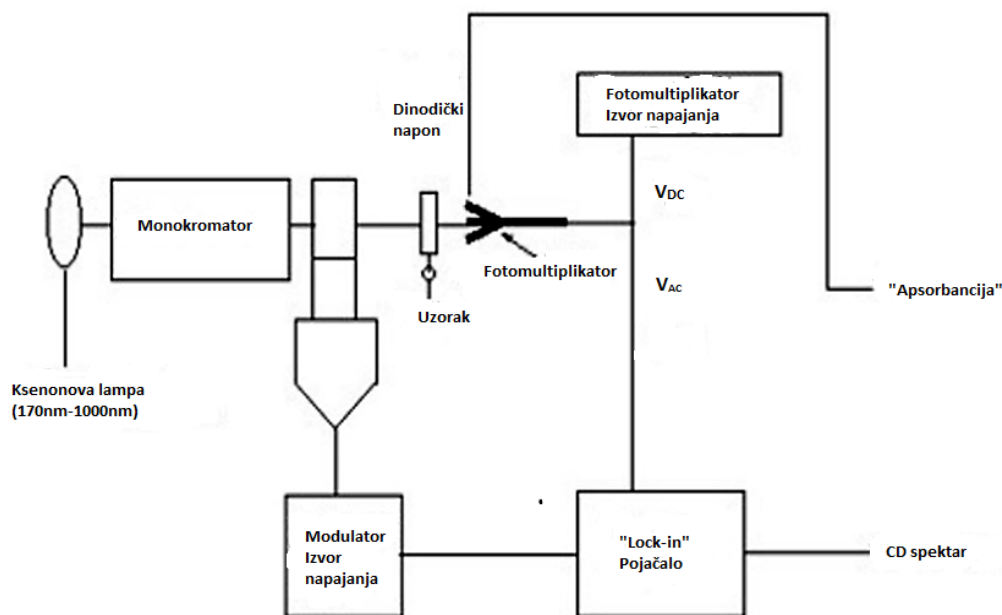 Fotomultiplikator
Izvor napajanja
Dinodički
napon
V_DC
Monokromator
Fotomultiplikator
V_AC
"Apsorbancija"
Uzorak
Ksenonova lampa
(170nm-1000nm)
Modulator
Izvor
napajanja
"Lock-in"
Pojačalo
CD spektar